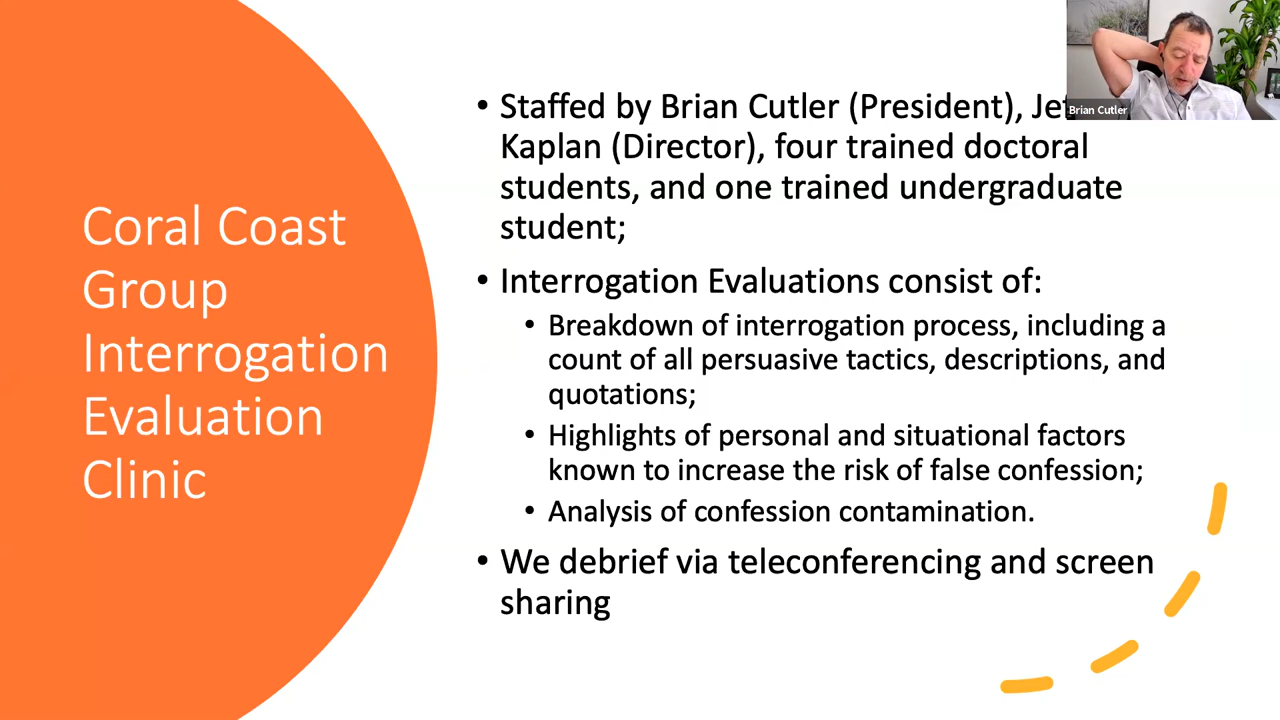 Coral Coast
Group
Interrogation
Evaluation
Clinic
• Staffed by Brian Cutler (President),
Kaplan (Director), four trained doctoral
students, and one trained undergraduate
student;
• Interrogation Evaluations consist of:
• Breakdown of interrogation process, including a
count of all persuasive tactics, descriptions, and
quotations;
• Highlights of personal and situational factors
known to increase the risk of false confession;
• Analysis of confession contamination.
• We debrief via teleconferencing and screen
sharing
Brian Cutler